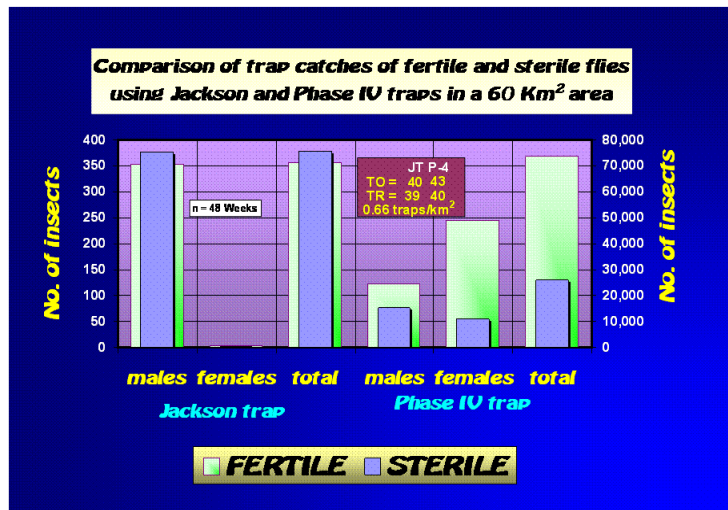 Comparison of trap catches of fertile and sterile flies
using Jackson and Phase IV traps in a 60 Km² area
No. of insects
400
350
300
250
200
150
100
50
0
n = 48 Weeks
JT P-4
TO = 40 43
TR = 39 40
0.66 traps/km²
80,000
70,000
60,000
50,000
40,000
30,000
20,000
10,000
0
No. of insects
males females total males females total
Jackson trap Phase IV trap
FERTILE STERILE